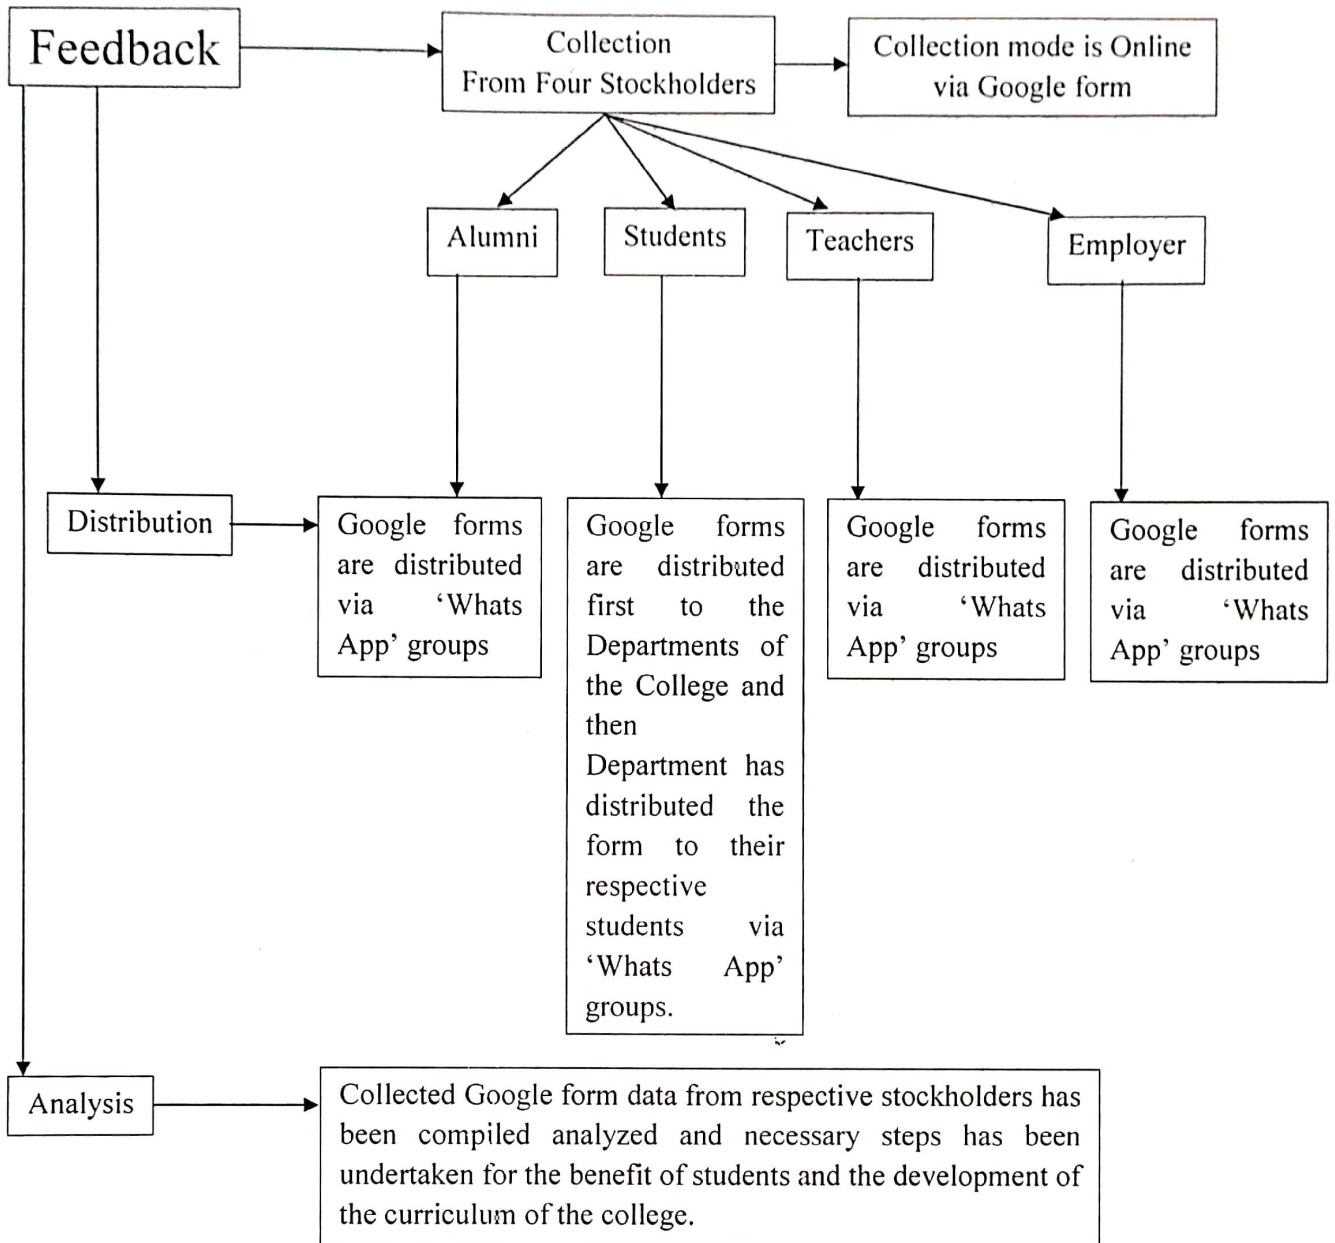 Feedback
Collection
From Four Stockholders
Collection mode is Online
via Google form
Alumni
Students
Teachers
Employer
Distribution
Google forms
are distributed
via ‘Whats
App’ groups
Google forms
are distributed
first to the
Departments of
the College and
then
Department has
distributed the
form to their
respective
students via
‘Whats App’
groups.
Google forms
are distributed
via ‘Whats
App’ groups
Google forms
are distributed
via ‘Whats
App’ groups
Analysis
Collected Google form data from respective stockholders has
been compiled analyzed and necessary steps has been
undertaken for the benefit of students and the development of
the curriculum of the college.